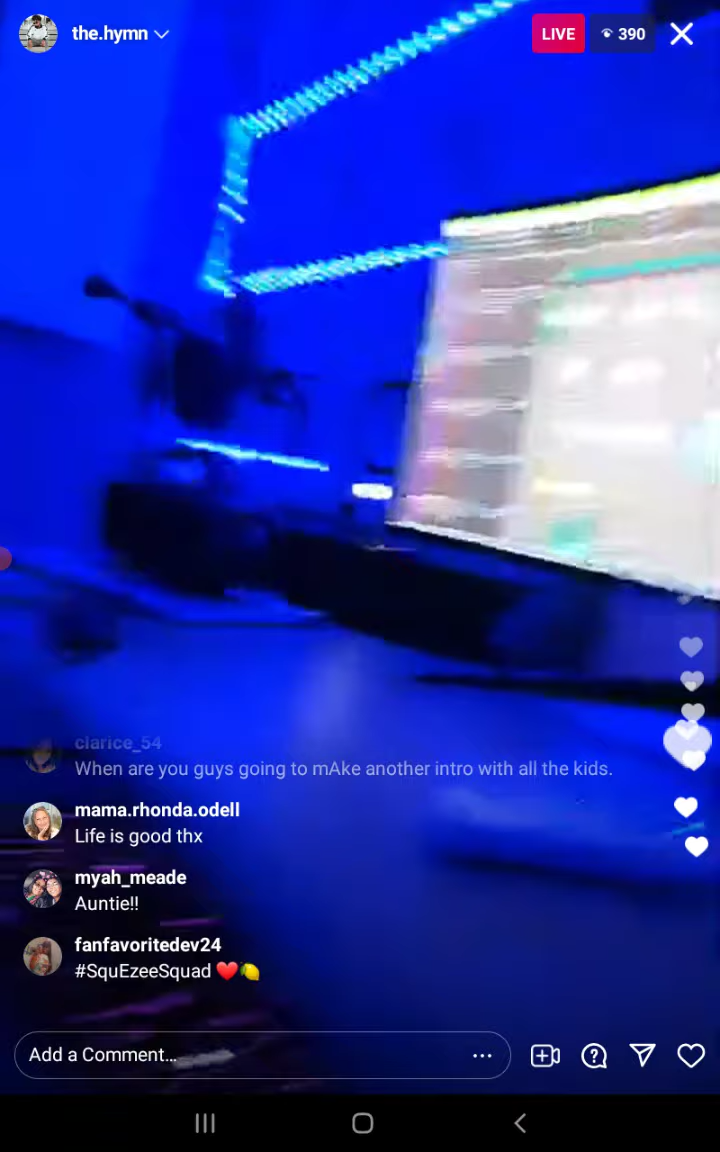 the.hymn
LIVE
390
clarice_54
When are you guys going to mAke another intro with all the kids.
mama.rhonda.odell
Life is good thx
myah_meade
Auntie!!
fanfavoritedev24
#SquEzeeSquad ❤️🍋
Add a Comment...